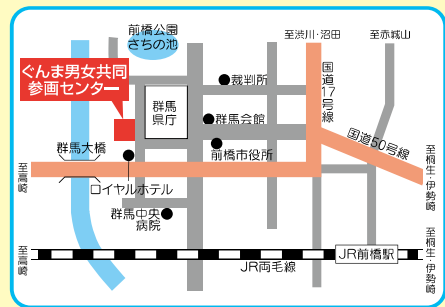 前橋公園
さちの池
至渋川・沼田
至赤城山
ぐんま男女共同
参画センター
裁判所
国道17号線
群馬
県庁
群馬会館
国道50号線
群馬大橋
前橋市役所
至高崎
ロイヤルホテル
至桐生・伊勢崎
群馬中央
病院
至高崎
JR前橋駅
至桐生・伊勢崎
JR両毛線